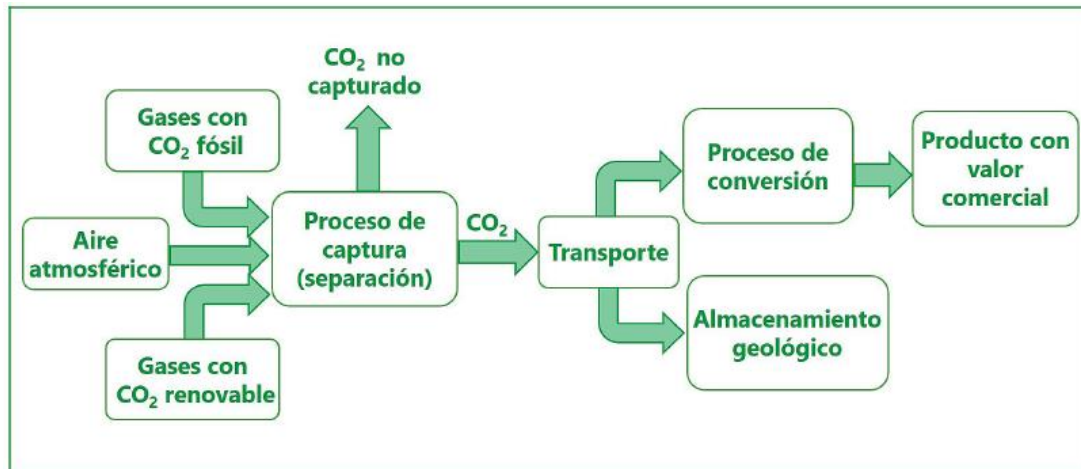 CO₂ no
capturado
Gases con
CO₂ fósil
Aire
atmosférico
Gases con
CO₂ renovable
Proceso de
captura
(separación)
CO₂
Transporte
Proceso de
conversión
Producto con
valor
comercial
Almacenamiento
geológico